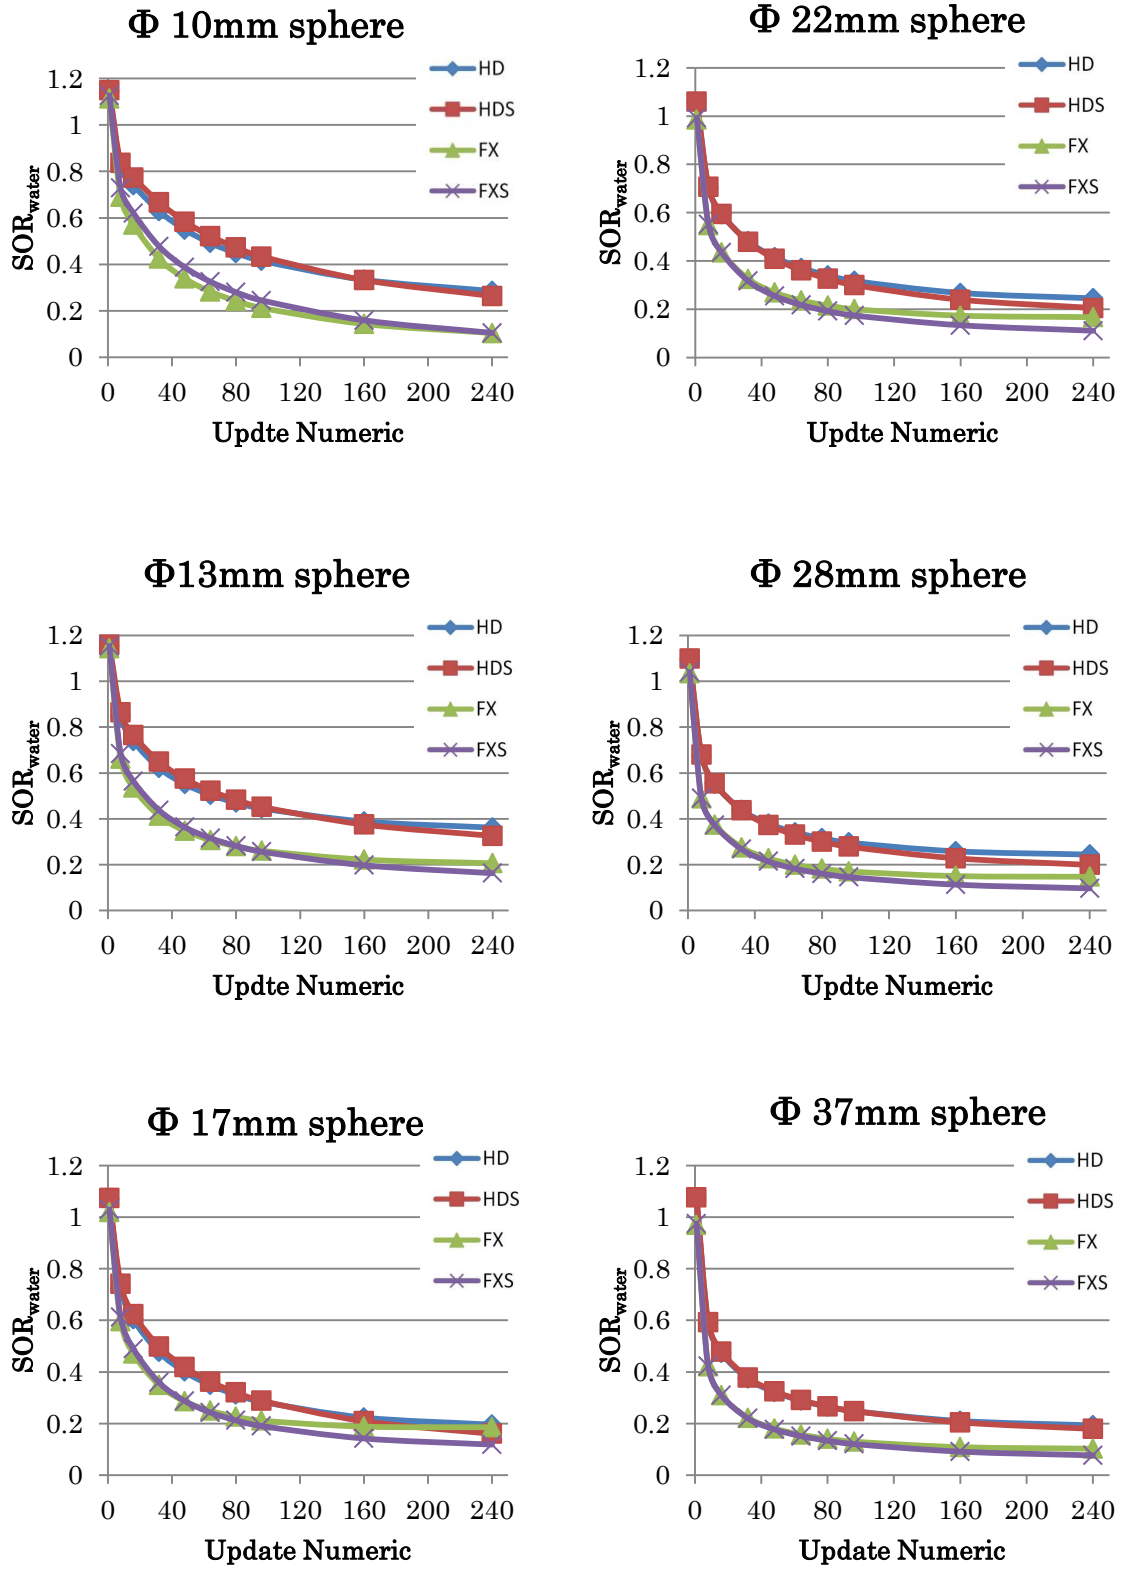 Φ 10mm sphere
HD
HDS
FX
FXS
1.2
1
0.8
0.6
0.4
0.2
0
SORwater
0 40 80 120 160 200 240
Updte Numeric
Φ 22mm sphere
HD
HDS
FX
FXS
1.2
1
0.8
0.6
0.4
0.2
0
SORwater
0 40 80 120 160 200 240
Updte Numeric
Φ13mm sphere
HD
HDS
FX
FXS
1.2
1
0.8
0.6
0.4
0.2
0
SORwater
0 40 80 120 160 200 240
Updte Numeric
Φ 28mm sphere
HD
HDS
FX
FXS
1.2
1
0.8
0.6
0.4
0.2
0
SORwater
0 40 80 120 160 200 240
Updte Numeric
Φ 17mm sphere
HD
HDS
FX
FXS
1.2
1
0.8
0.6
0.4
0.2
0
SORwater
0 40 80 120 160 200 240
Update Numeric
Φ 37mm sphere
HD
HDS
FX
FXS
1.2
1
0.8
0.6
0.4
0.2
0
SORwater
0 40 80 120 160 200 240
Update Numeric